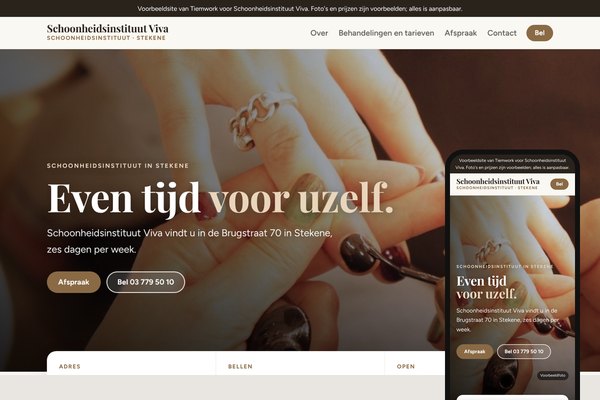 Voorbeeldsite van Tiemwork voor Schoonheidsinstituut Viva. Foto's en prijzen zijn voorbeelden; alles is aanpasbaar.
Schoonheidsinstituut Viva
SCHOONHEIDSINSTITUUT · STEKENE
Over
Behandelingen en tarieven
Afspraak
Contact
Bel
SCHOONHEIDSINSTITUUT IN STEKENE
Even tijd voor uzelf.
Schoonheidsinstituut Viva vindt u in de Brugstraat 70 in Stekene,
zes dagen per week.
Afspraak
Bel 03 779 50 10
ADRES
BELLEN
OPEN
Voorbeeldsite van Tiemwork voor Schoonheidsinstituut
Viva. Foto's en prijzen zijn voorbeelden; alles is aanpasbaar.
Schoonheidsinstituut Viva
SCHOONHEIDSINSTITUUT · STEKENE
Bel
SCHOONHEIDSINSTITUUT IN STEKENE
Even tijd
voor uzelf.
Schoonheidsinstituut Viva vindt u in de
Brugstraat 70 in Stekene, zes dagen per
week.
Afspraak
Bel 03 779 50 10
Voorbeeldfoto